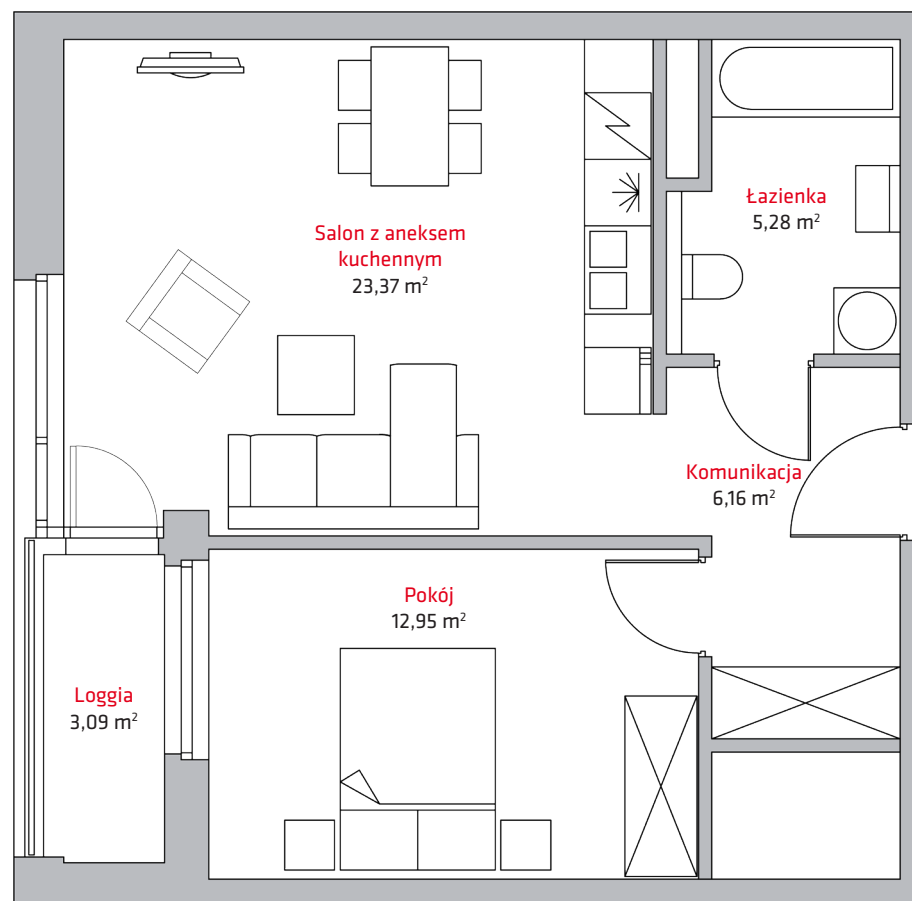 Salon z aneksem
kuchennym
23,37 m²
Łazienka
5,28 m²
Komunikacja
6,16 m²
Pokój
12,95 m²
Loggia
3,09 m²